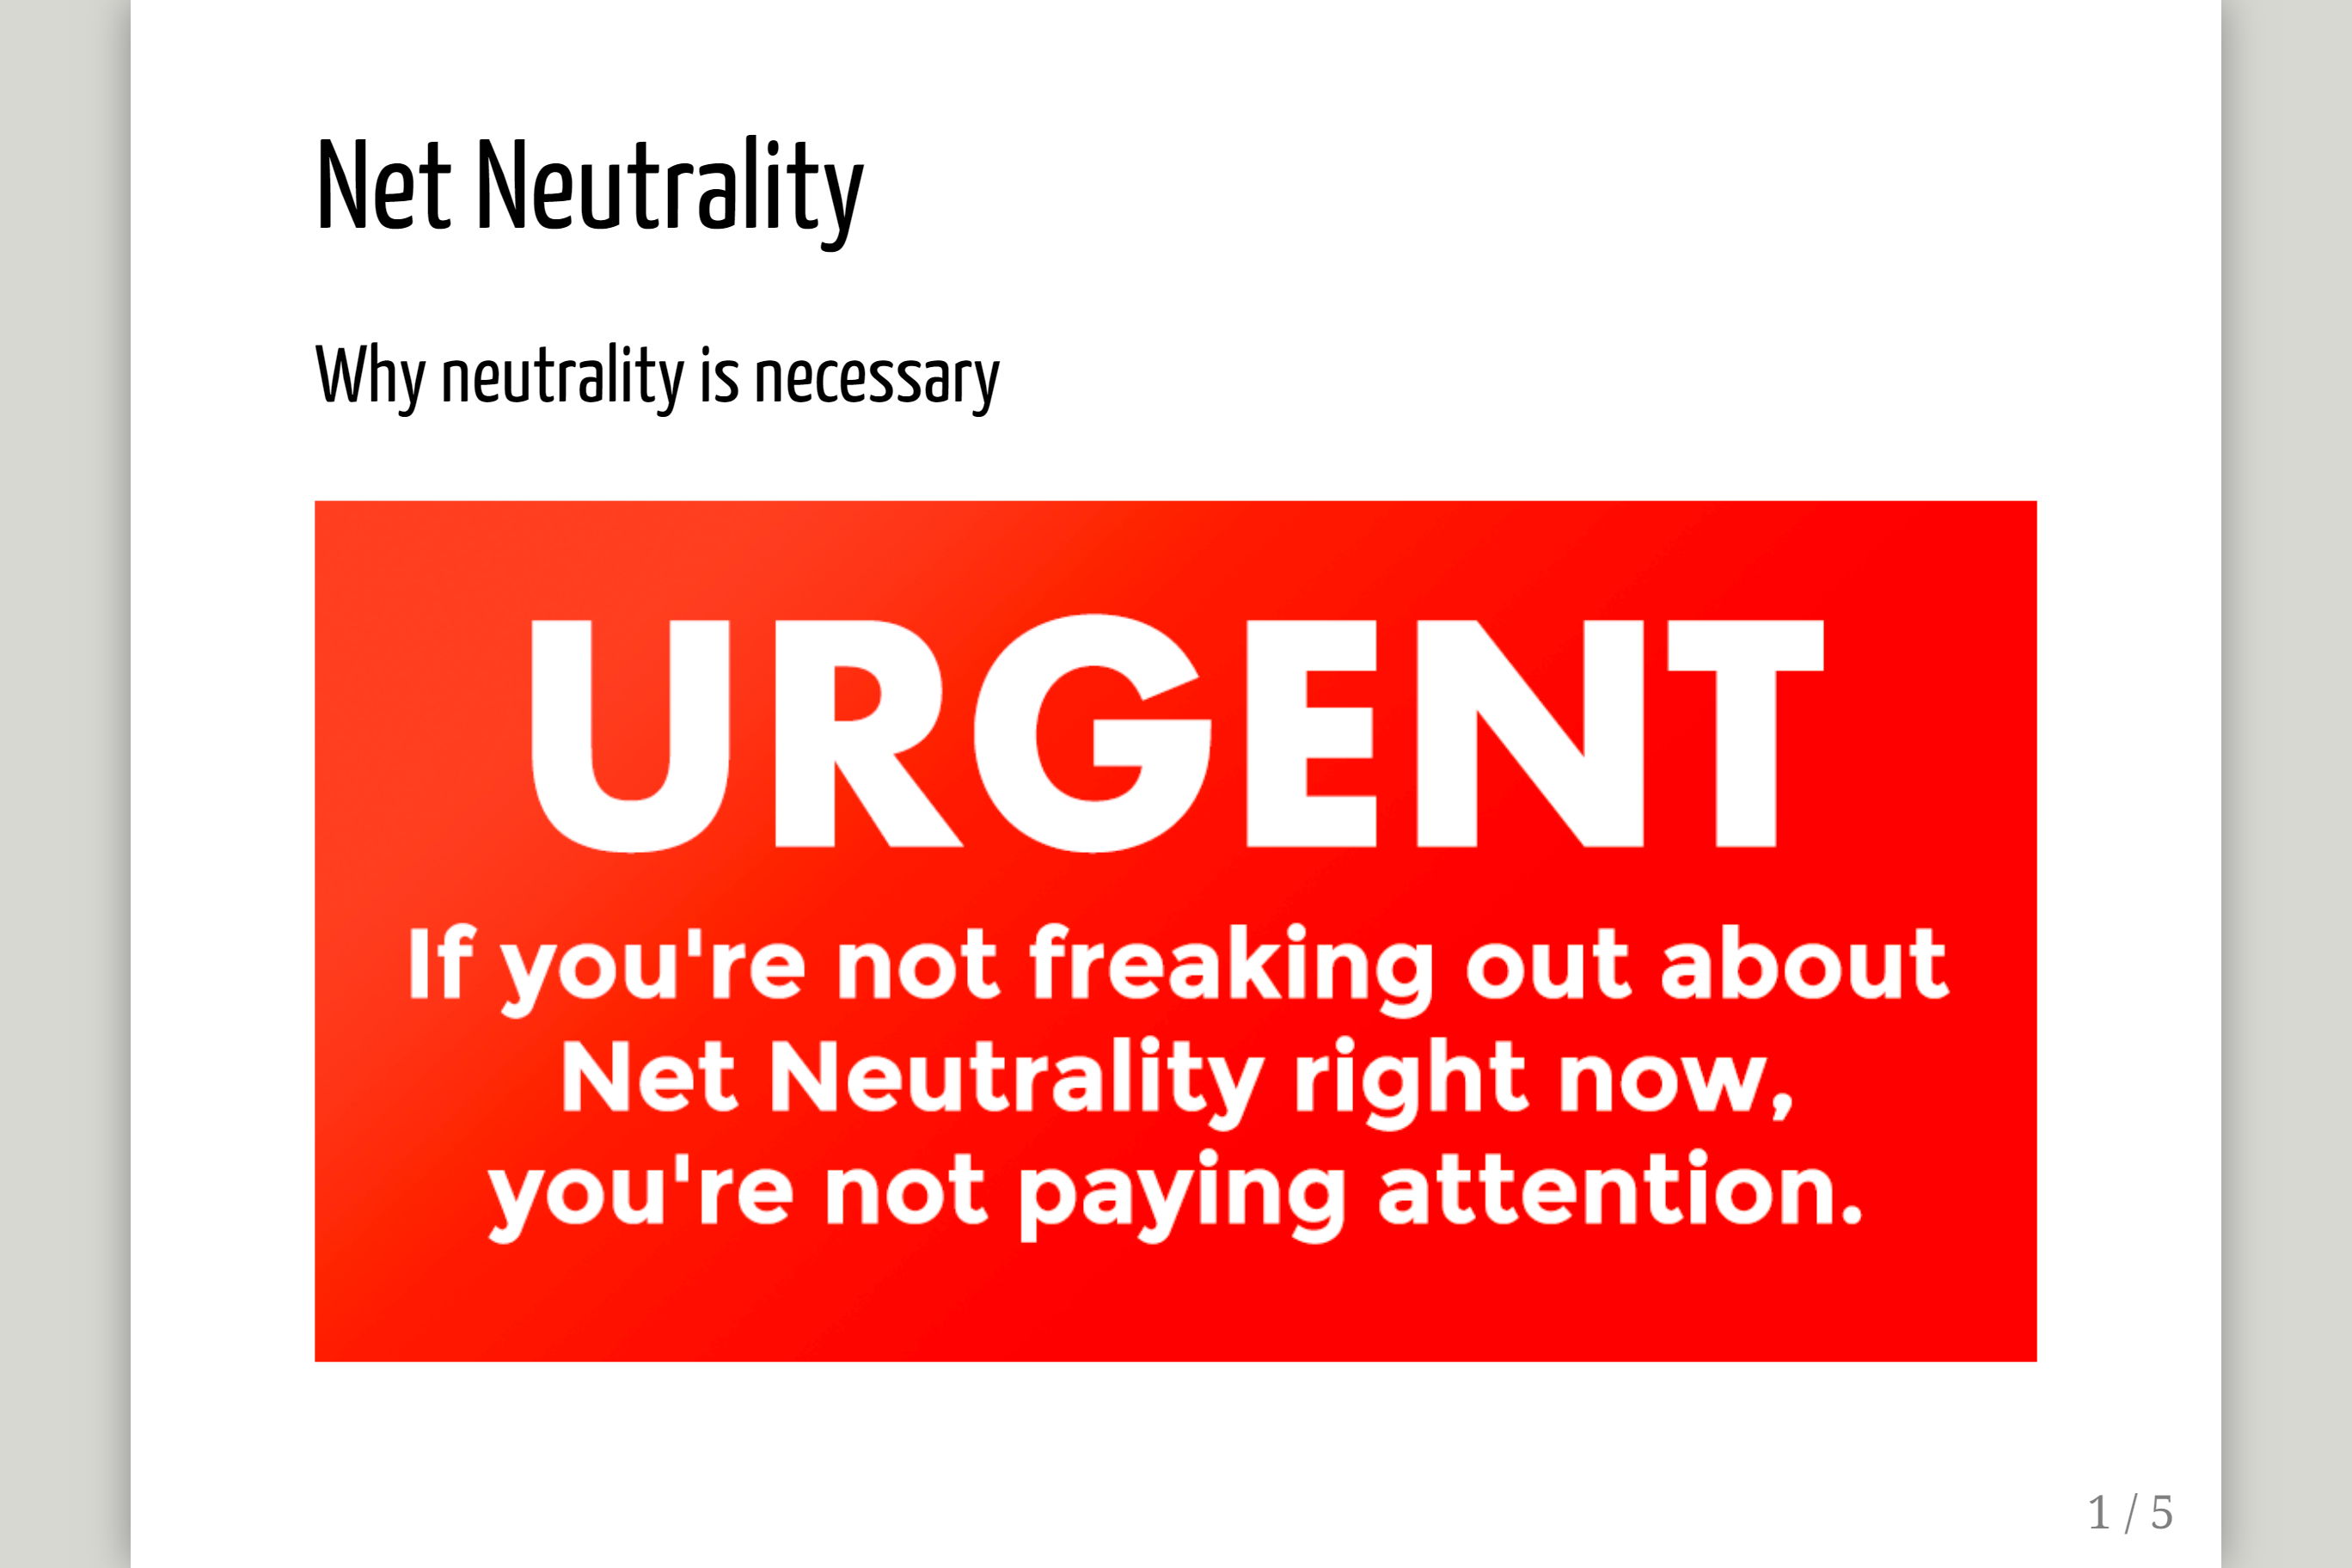 Net Neutrality
Why neutrality is necessary
URGENT
If you're not freaking out about
Net Neutrality right now,
you're not paying attention.
1 / 5